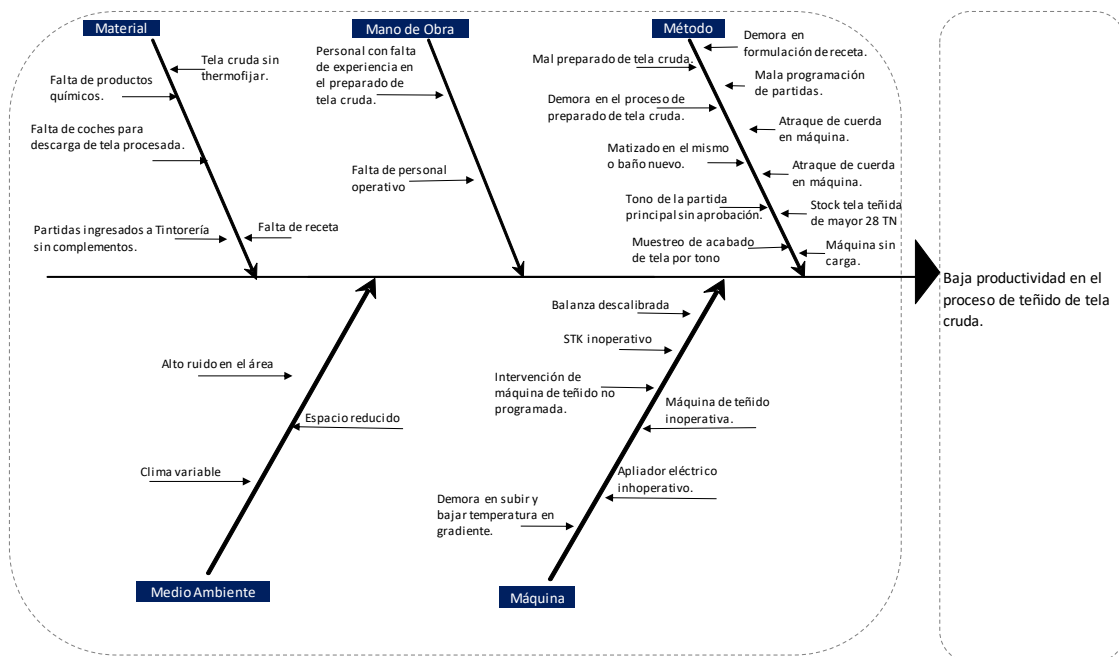 Material
Mano de Obra
Método
Tela cruda sin
thermofijar.
Falta de productos
químicos.
Falta de coches para
descarga de tela procesada.
Partidas ingresados a Tintorería
sin complementos.
Falta de receta
Personal con falta
de experiencia en
el preparado de
tela cruda.
Falta de personal
operativo
Demora en
formulación de receta.
Mal preparado de tela cruda.
Mala programación
de partidas.
Demora en el proceso de
preparado de tela cruda.
Atraque de cuerda
en máquina.
Matizado en el mismo
o baño nuevo.
Atraque de cuerda
en máquina.
Tono de la partida
principal sin aprobación.
Stock tela teñida
de mayor 28 TN
Muestreo de acabado
de tela por tono
Máquina sin
carga.
Baja productividad en el
proceso de teñido de tela
cruda.
Alto ruido en el área
Espacio reducido
Clima variable
Balanza descalibrada
STK inoperativo
Intervención de
máquina de teñido no
programada.
Máquina de teñido
inoperativa.
Apliador eléctrico
inhoperativo.
Demora en subir y
bajar temperatura en
gradiente.
Medio Ambiente
Máquina